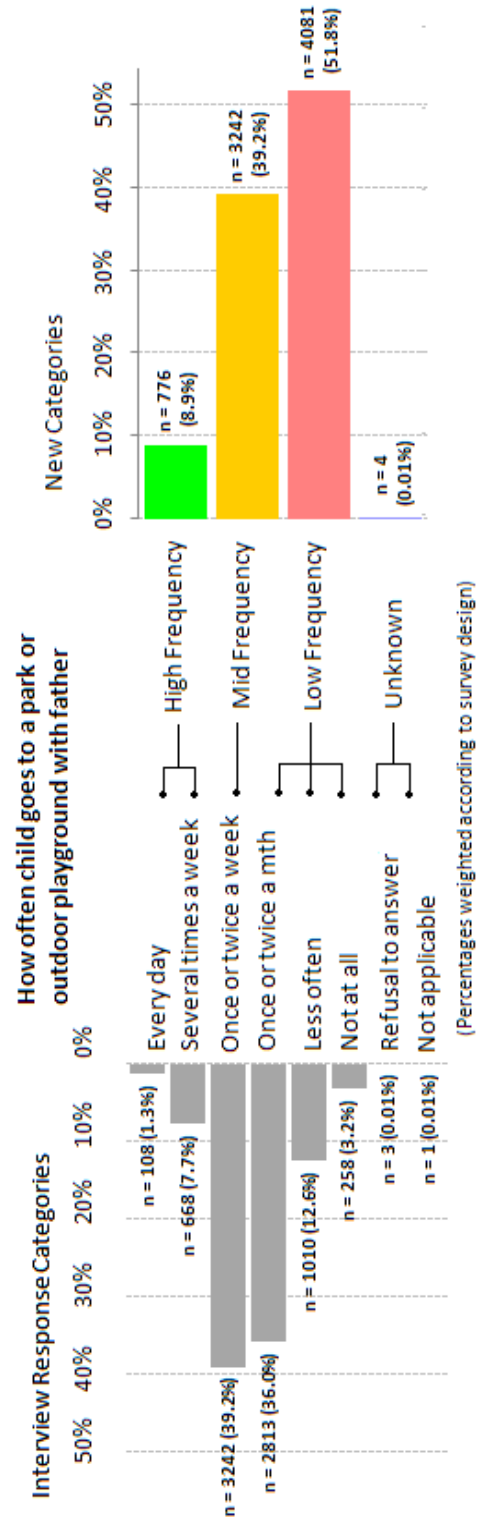 How often child goes to a park or
outdoor playground with father
Interview Response Categories
New Categories
50%
40%
30%
20%
10%
0%
0%
10%
20%
30%
40%
50%
n = 108 (1.3%)
Every day
n = 668 (7.7%)
Several times a week
n = 3242 (39.2%)
Once or twice a week
n = 2813 (36.0%)
Once or twice a mth
n = 1010 (12.6%)
Less often
n = 258 (3.2%)
Not at all
n = 3 (0.01%)
Refusal to answer
n = 1 (0.01%)
Not applicable
High Frequency
n = 776
(8.9%)
Mid Frequency
n = 3242
(39.2%)
Low Frequency
n = 4081
(51.8%)
Unknown
n = 4
(0.01%)
(Percentages weighted according to survey design)